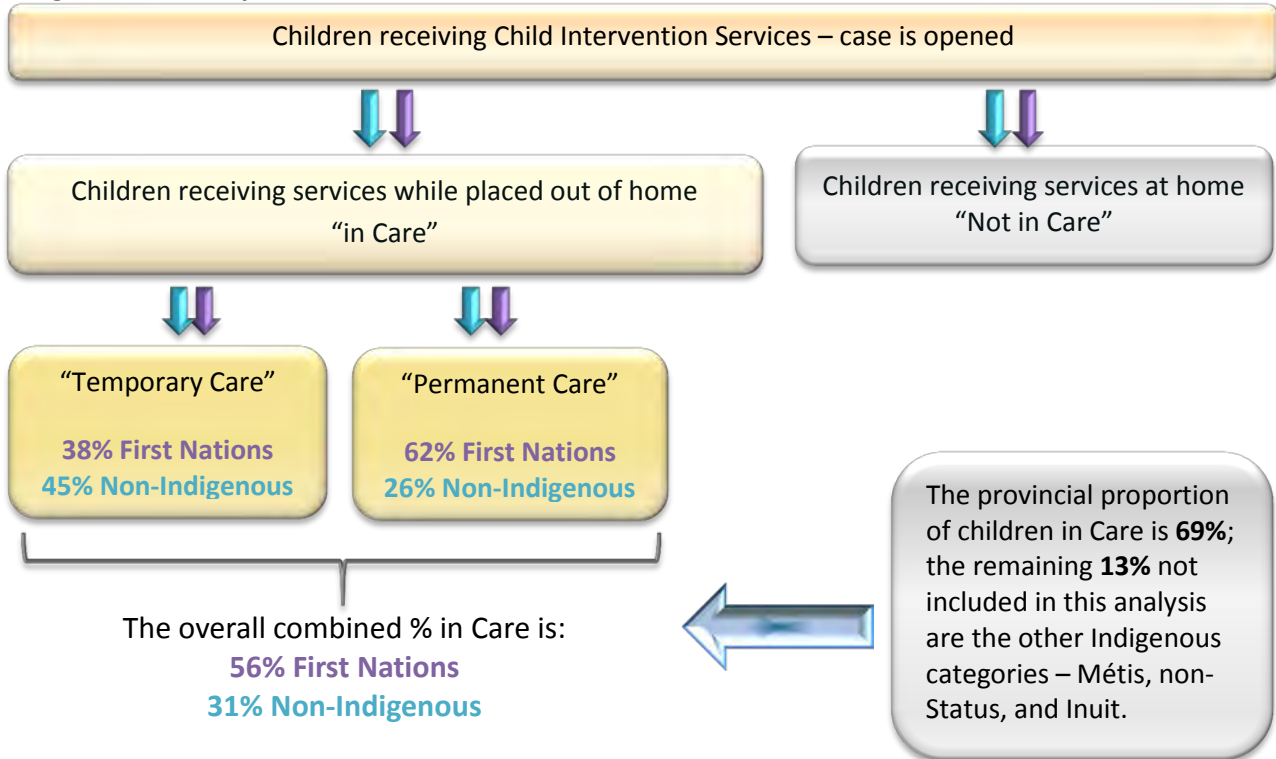 Children receiving Child Intervention Services – case is opened
Children receiving services while placed out of home
“in Care”
Children receiving services at home
“Not in Care”
“Temporary Care”
38% First Nations
45% Non-Indigenous
“Permanent Care”
62% First Nations
26% Non-Indigenous
The overall combined % in Care is:
56% First Nations
31% Non-Indigenous
The provincial proportion
of children in Care is 69%;
the remaining 13% not
included in this analysis
are the other Indigenous
categories – Métis, non-
Status, and Inuit.